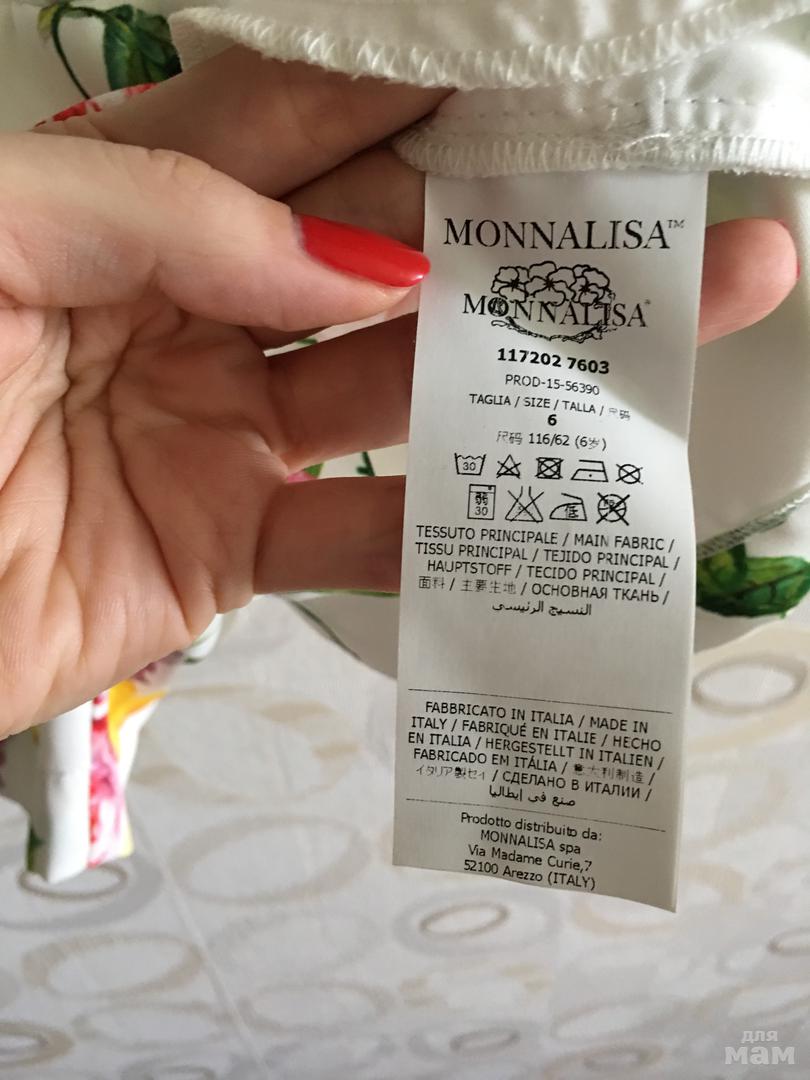 MONNALISA™
MONNALISA®
117202 7603
PROD-15-56390
TAGLIA / SIZE / TALLA / 尺码
6
尺码 116/62 (6岁)
30
30 低
TESSUTO PRINCIPALE / MAIN FABRIC /
TISSU PRINCIPAL / TEJIDO PRINCIPAL /
HAUPTSTOFF / TECIDO PRINCIPAL /
面料 / 主要生地 / ОСНОВНАЯ ТКАНЬ /
النسيج الرئيسي
FABBRICATO IN ITALIA / MADE IN
ITALY / FABRIQUÉ EN ITALIE / HECHO
EN ITALIA / HERGESTELLT IN ITALIEN /
FABRICADO EM ITÁLIA / 意大利制造 /
イタリア製セイ / СДЕЛАНО В ИТАЛИИ /
صنع في إيطاليا
Prodotto distribuito da:
MONNALISA spa
Via Madame Curie,7
52100 Arezzo (ITALY)
для
мам